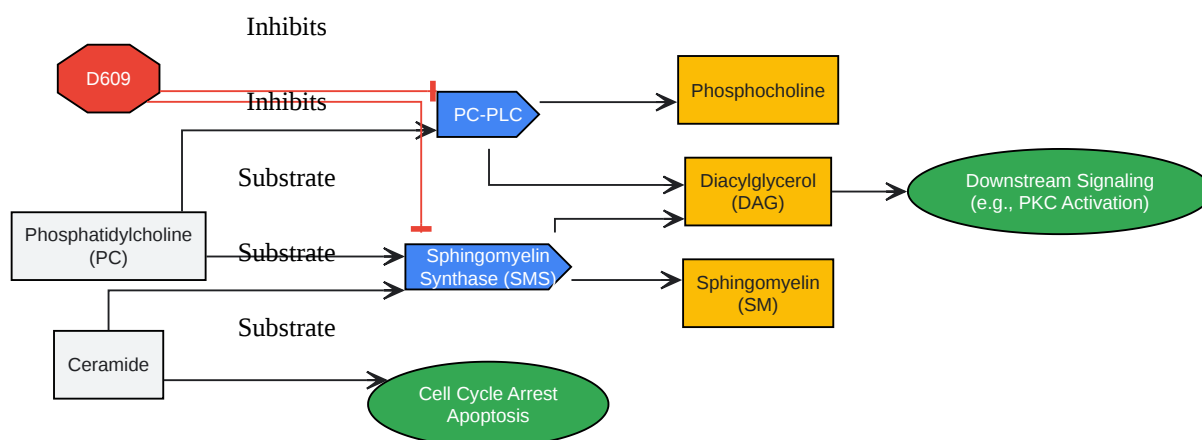 Inhibits
D609
Inhibits
PC-PLC
Phosphocholine
Substrate
Diacylglycerol
(DAG)
Downstream Signaling
(e.g., PKC Activation)
Phosphatidylcholine
(PC)
Substrate
Sphingomyelin
Synthase (SMS)
Sphingomyelin
(SM)
Substrate
Ceramide
Cell Cycle Arrest
Apoptosis